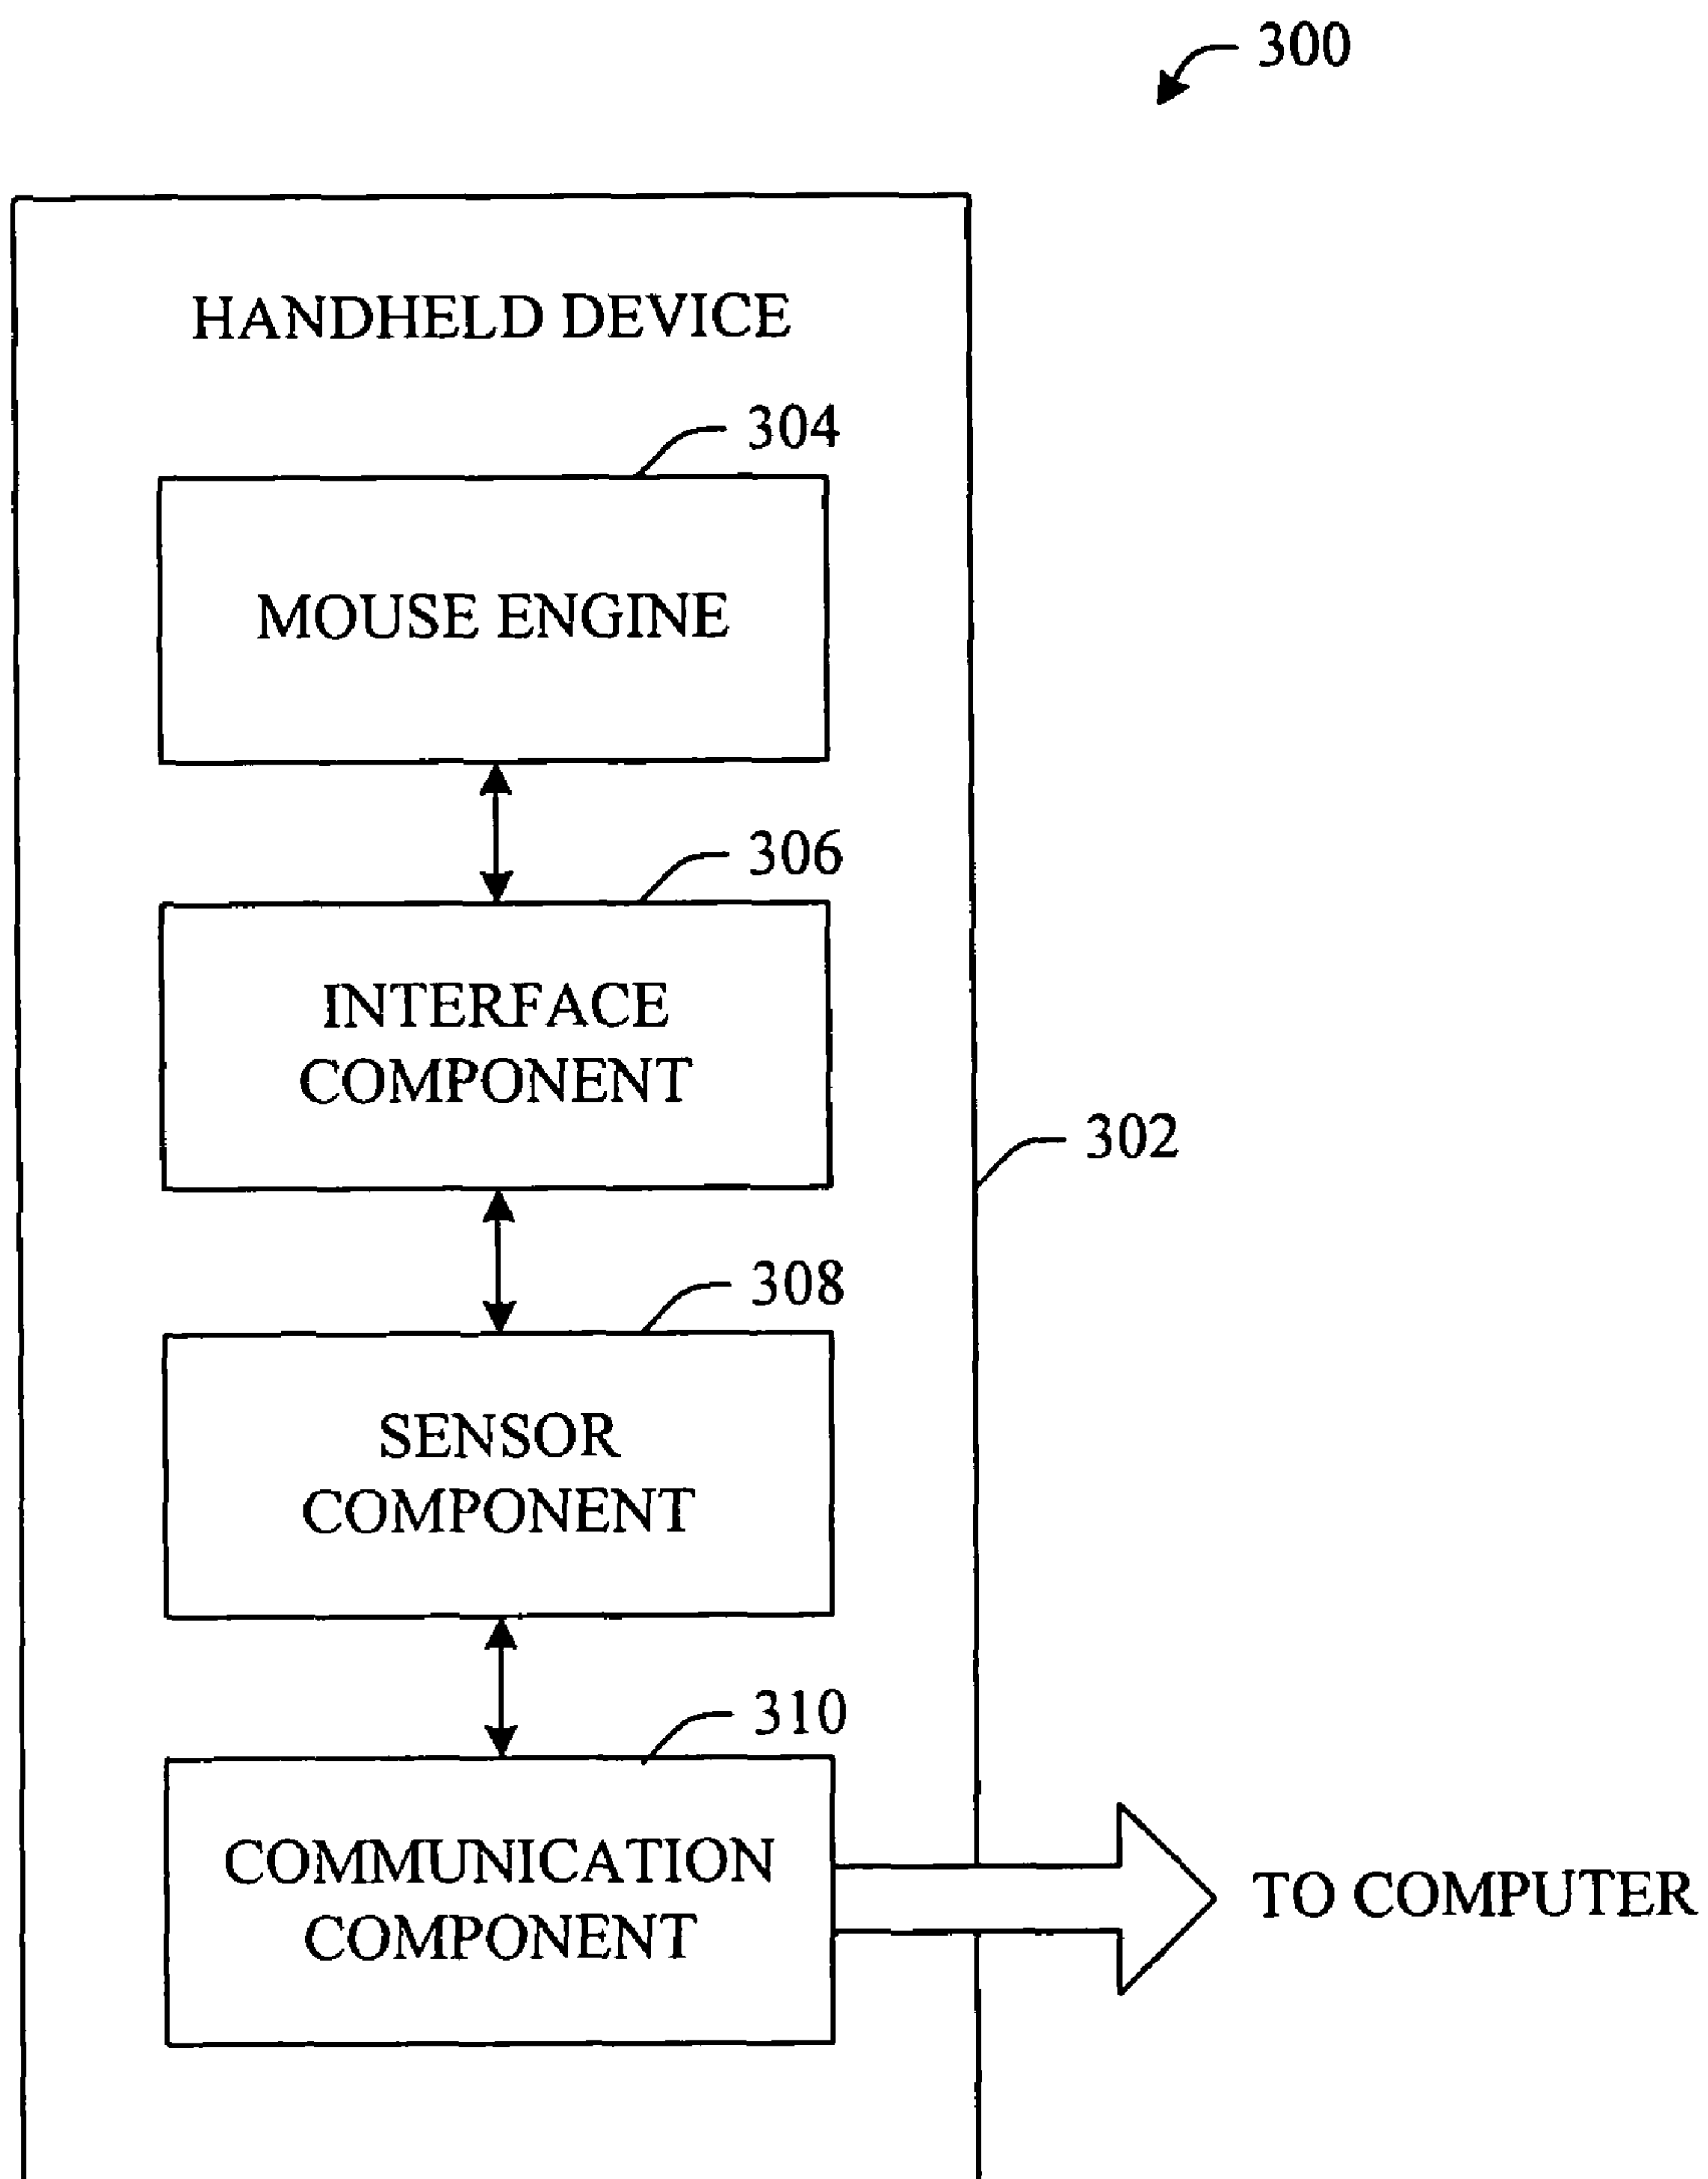 300
HANDHELD DEVICE
304
MOUSE ENGINE
306
INTERFACE
COMPONENT
302
308
SENSOR
COMPONENT
310
COMMUNICATION
COMPONENT
TO COMPUTER